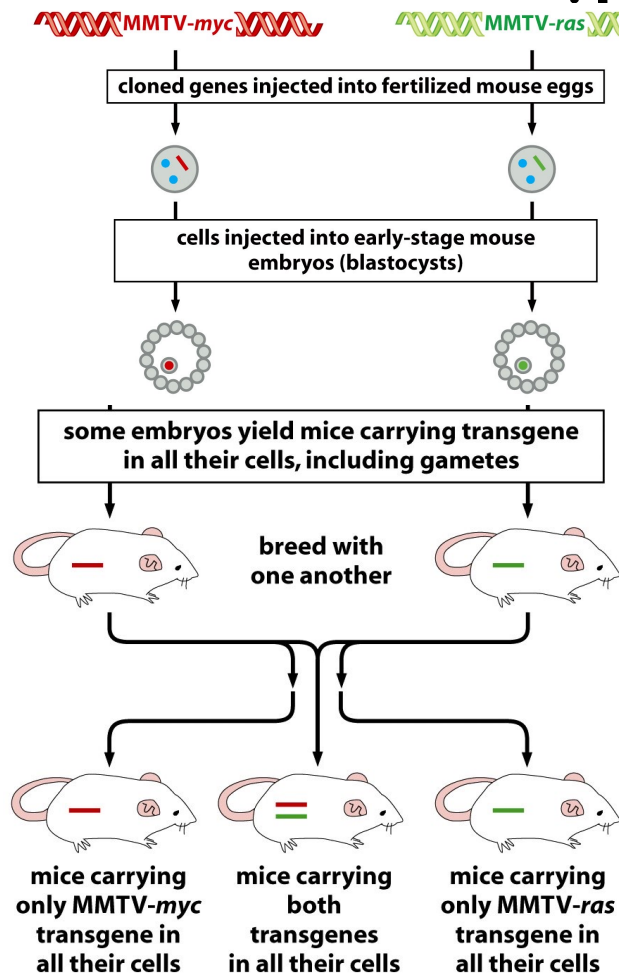 MMTV-myc
MMTV-ras
cloned genes injected into fertilized mouse eggs
cells injected into early-stage mouse
embryos (blastocysts)
some embryos yield mice carrying transgene
in all their cells, including gametes
breed with
one another
mice carrying
only MMTV-myc
transgene in
all their cells
mice carrying
both
transgenes
in all their cells
mice carrying
only MMTV-ras
transgene in
all their cells